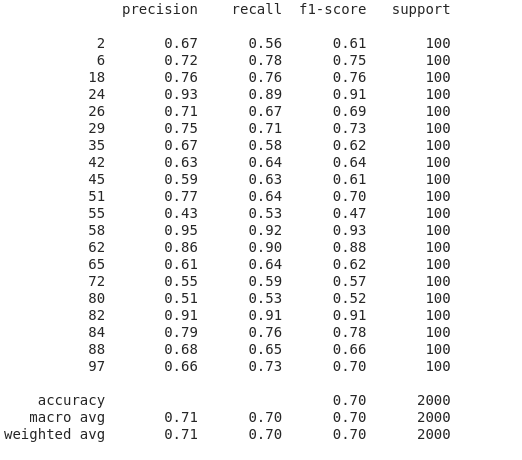 precision recall f1-score support
2 0.67 0.56 0.61 100
6 0.72 0.78 0.75 100
18 0.76 0.76 0.76 100
24 0.93 0.89 0.91 100
26 0.71 0.67 0.69 100
29 0.75 0.71 0.73 100
35 0.67 0.58 0.62 100
42 0.63 0.64 0.64 100
45 0.59 0.63 0.61 100
51 0.77 0.64 0.70 100
55 0.43 0.53 0.47 100
58 0.95 0.92 0.93 100
62 0.86 0.90 0.88 100
65 0.61 0.64 0.62 100
72 0.55 0.59 0.57 100
80 0.51 0.53 0.52 100
82 0.91 0.91 0.91 100
84 0.79 0.76 0.78 100
88 0.68 0.65 0.66 100
97 0.66 0.73 0.70 100
accuracy 0.70 2000
macro avg 0.71 0.70 0.70 2000
weighted avg 0.71 0.70 0.70 2000